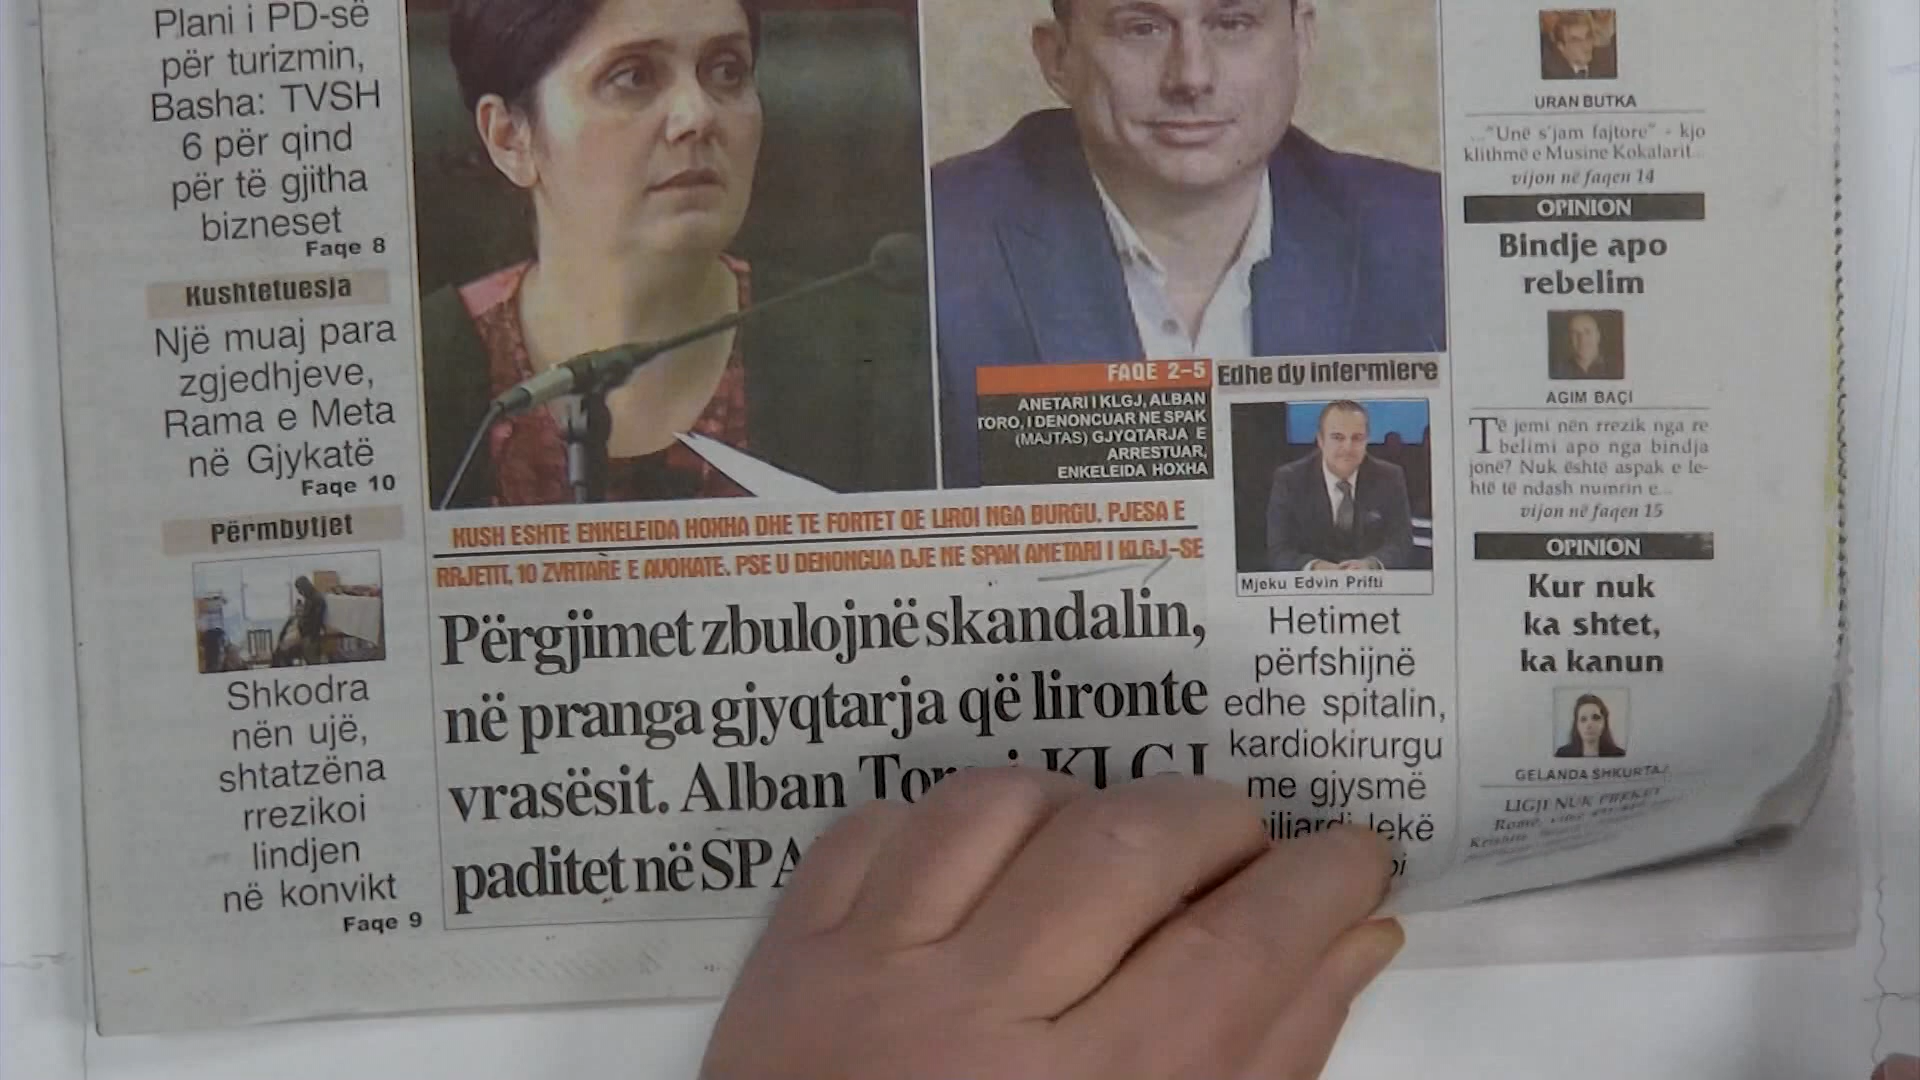 Plani i PD-së
për turizmin,
Basha: TVSH
6 për qind
për të gjitha
bizneset
Faqe 8
Kushtetuesja
Një muaj para
zgjedhjeve,
Rama e Meta
në Gjykatë
Faqe 10
Përmbytjet
Shkodra
nën ujë,
shtatzëna
rrezikoi
lindjen
në konvikt
Faqe 9
FAQE 2-5
ANETARI I KLGJ, ALBAN
TORO, I DENONCUAR NE SPAK
(MAJTAS) GJYQTARJA E
ARRESTUAR,
ENKELEIDA HOXHA
KUSH ESHTE ENKELEIDA HOXHA DHE TE FORTET QE LIROI NGA BURGU. PJESA E
RRJETIT, 10 ZYRTARE E AVOKATE. PSE U DENONCUA DJE NE SPAK ANETARI I KLGJ-SE
Përgjimet zbulojnë skandalin,
në pranga gjyqtarja që lironte
vrasësit. Alban Toro i KLGJ
paditet në
Edhe dy infermiere
Mjeku Edvin Prifti
Hetimet
përfshijnë
edhe spitalin,
kardiokirurgu
me gjysmë
lekë
URAN BUTKA
..."Unë s'jam fajtore" - kjo
klithmë e Musine Kokalarit...
vijon në faqen 14
OPINION
Bindje apo
rebelim
AGIM BAÇI
Të jemi nën rrezik nga re
belimi apo nga bindja
jonë? Nuk është aspak e le-
htë të ndash numrin e...
vijon në faqen 15
OPINION
Kur nuk
ka shtet,
ka kanun
GELANDA SHKURTAJ
LIGJI NUK PREKET